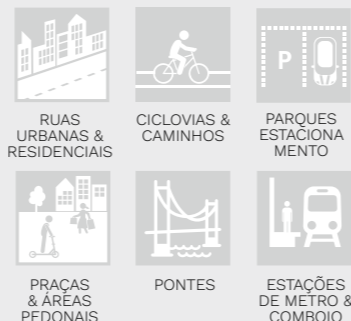 P
RUAS
URBANAS &
RESIDENCIAIS
CICLOVIAS &
CAMINHOS
PARQUES
ESTACIONA
MENTO
PRAÇAS
& ÁREAS
PEDONAIS
PONTES
ESTAÇÕES
DE METRO &
COMBOIO